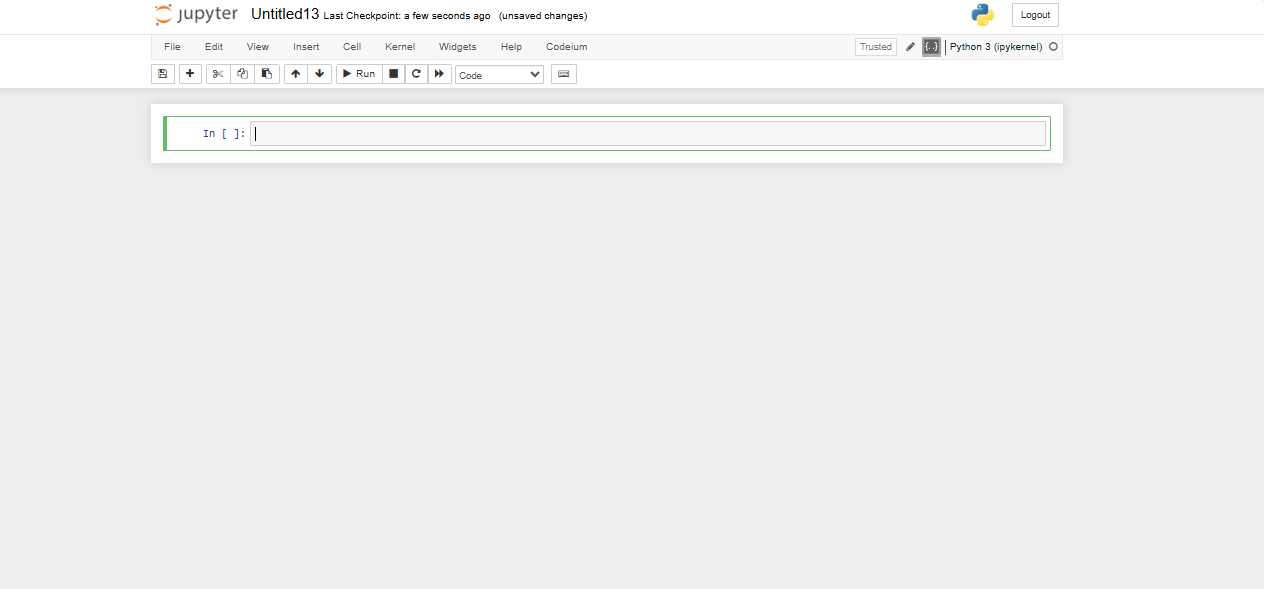 jupyter Untitled13 Last Checkpoint: a few seconds ago (unsaved changes) Logout
File Edit View Insert Cell Kernel Widgets Help Codeium Trusted {..} Python 3 (ipykernel)
Run Code
In [ ]: